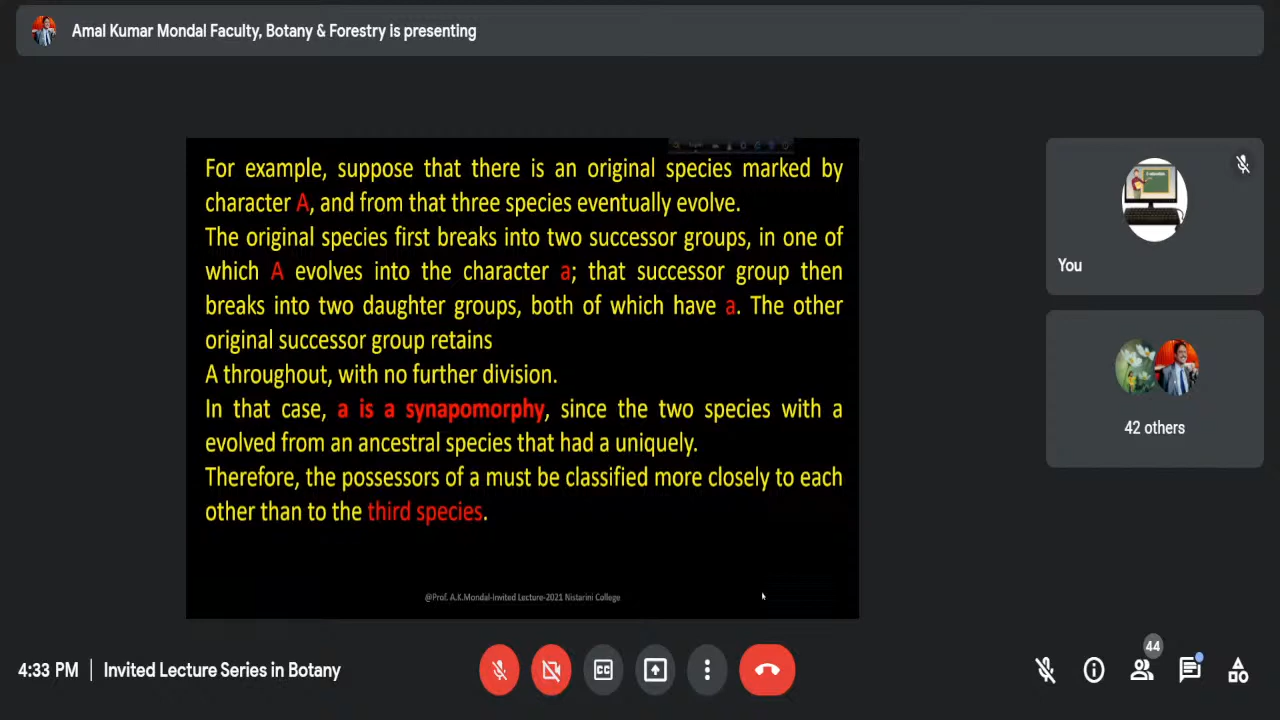 Amal Kumar Mondal Faculty, Botany & Forestry is presenting
For example, suppose that there is an original species marked by
character A, and from that three species eventually evolve.
The original species first breaks into two successor groups, in one of
which A evolves into the character a; that successor group then
breaks into two daughter groups, both of which have a. The other
original successor group retains
A throughout, with no further division.
In that case, a is a synapomorphy, since the two species with a
evolved from an ancestral species that had a uniquely.
Therefore, the possessors of a must be classified more closely to each
other than to the third species.
@Prof. A.K.Mondal-Invited Lecture-2021 Nistarini College
You
42 others
4:33 PM | Invited Lecture Series in Botany
44